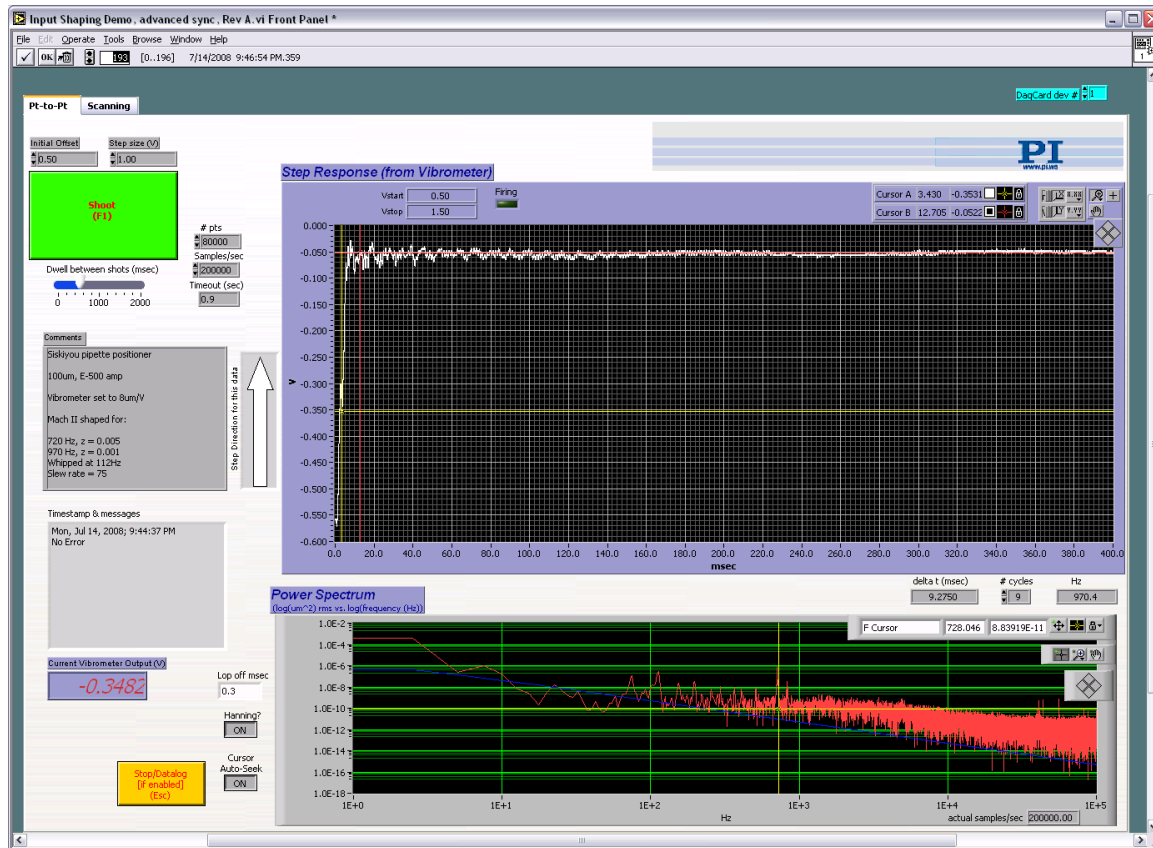 Input Shaping Demo, advanced sync, Rev A.vi Front Panel *
File Edit Operate Tools Browse Window Help
OK 193 [0..196] 7/14/2008 9:46:54 PM.359
1
DaqCard dev # 1
Pt-to-Pt Scanning
Initial Offset Step size (V)
0.50 1.00
Shoot
(F1)
# pts
80000
Samples/sec
200000
Timeout (sec)
0.9
Dwell between shots (msec)
0 1000 2000
PI
www.pi.ws
Step Response (from Vibrometer)
Vstart 0.50
Vstop 1.50
Firing
Cursor A 3.430 -0.3531
Cursor B 12.705 -0.0522
X.XX
Y.YY
0.000
-0.050
-0.100
-0.150
-0.200
-0.250
-0.300
-0.350
-0.400
-0.450
-0.500
-0.550
-0.600
V
0.0 20.0 40.0 60.0 80.0 100.0 120.0 140.0 160.0 180.0 200.0 220.0 240.0 260.0 280.0 300.0 320.0 340.0 360.0 380.0 400.0
msec
Comments
Siskiyou pipette positioner
100um, E-500 amp
Vibrometer set to 8um/V
Mach II shaped for:
720 Hz, z = 0.005
970 Hz, z = 0.001
Whipped at 112Hz
Slew rate = 75
Step Direction for this data
Timestamp & messages
Mon, Jul 14, 2008; 9:44:37 PM
No Error
Current Vibrometer Output (V)
-0.3482
Lop off msec
0.3
Hanning?
ON
Cursor
Auto-Seek
ON
Stop/Datalog
[if enabled]
(Esc)
delta t (msec) # cycles Hz
9.2750 9 970.4
Power Spectrum
(log(um^2) rms vs. log(frequency (Hz))
F Cursor 728.046 8.83919E-11
1.0E-2
1.0E-4
1.0E-6
1.0E-8
1.0E-10
1.0E-12
1.0E-14
1.0E-16
1.0E-18
1E+0 1E+1 1E+2 1E+3 1E+4 1E+5
Hz
actual samples/sec 200000.00